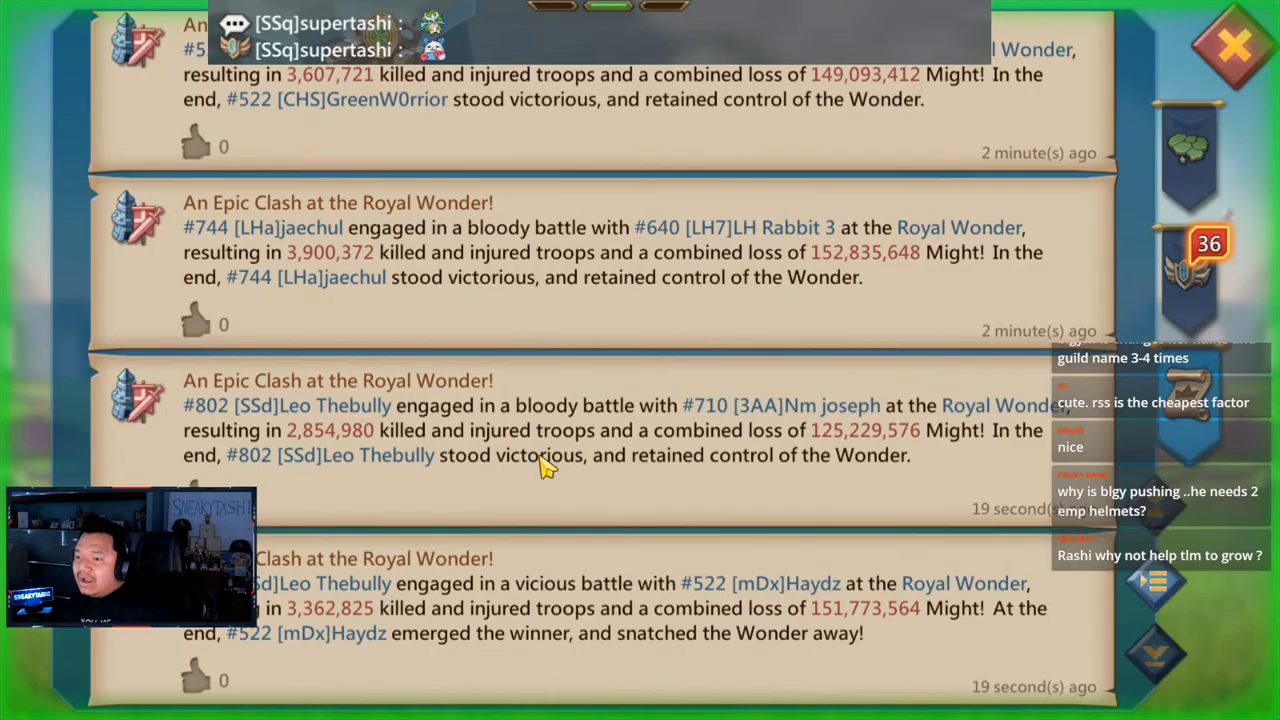 [SSq]supertashi :
[SSq]supertashi :
An
#5
l Wonder,
resulting in 3,607,721 killed and injured troops and a combined loss of 149,093,412 Might! In the
end, #522 [CHS]GreenW0rrior stood victorious, and retained control of the Wonder.
0
2 minute(s) ago
An Epic Clash at the Royal Wonder!
#744 [LHa]jaechul engaged in a bloody battle with #640 [LH7]LH Rabbit 3 at the Royal Wonder,
resulting in 3,900,372 killed and injured troops and a combined loss of 152,835,648 Might! In the
end, #744 [LHa]jaechul stood victorious, and retained control of the Wonder.
0
2 minute(s) ago
An Epic Clash at the Royal Wonder!
#802 [SSd]Leo Thebully engaged in a bloody battle with #710 [3AA]Nm joseph at the Royal Wonder,
resulting in 2,854,980 killed and injured troops and a combined loss of 125,229,576 Might! In the
end, #802 [SSd]Leo Thebully stood victorious, and retained control of the Wonder.
19 second(s)
Clash at the Royal Wonder!
Sd]Leo Thebully engaged in a vicious battle with #522 [mDx]Haydz at the Royal Wonder,
g in 3,362,825 killed and injured troops and a combined loss of 151,773,564 Might! At the
end, #522 [mDx]Haydz emerged the winner, and snatched the Wonder away!
0
19 second(s) ago
36
guild name 3-4 times
cute. rss is the cheapest factor
nice
why is blgy pushing ..he needs 2
emp helmets?
Rashi why not help tlm to grow ?
SNEAKYTASHI
SNEAKYTASHI